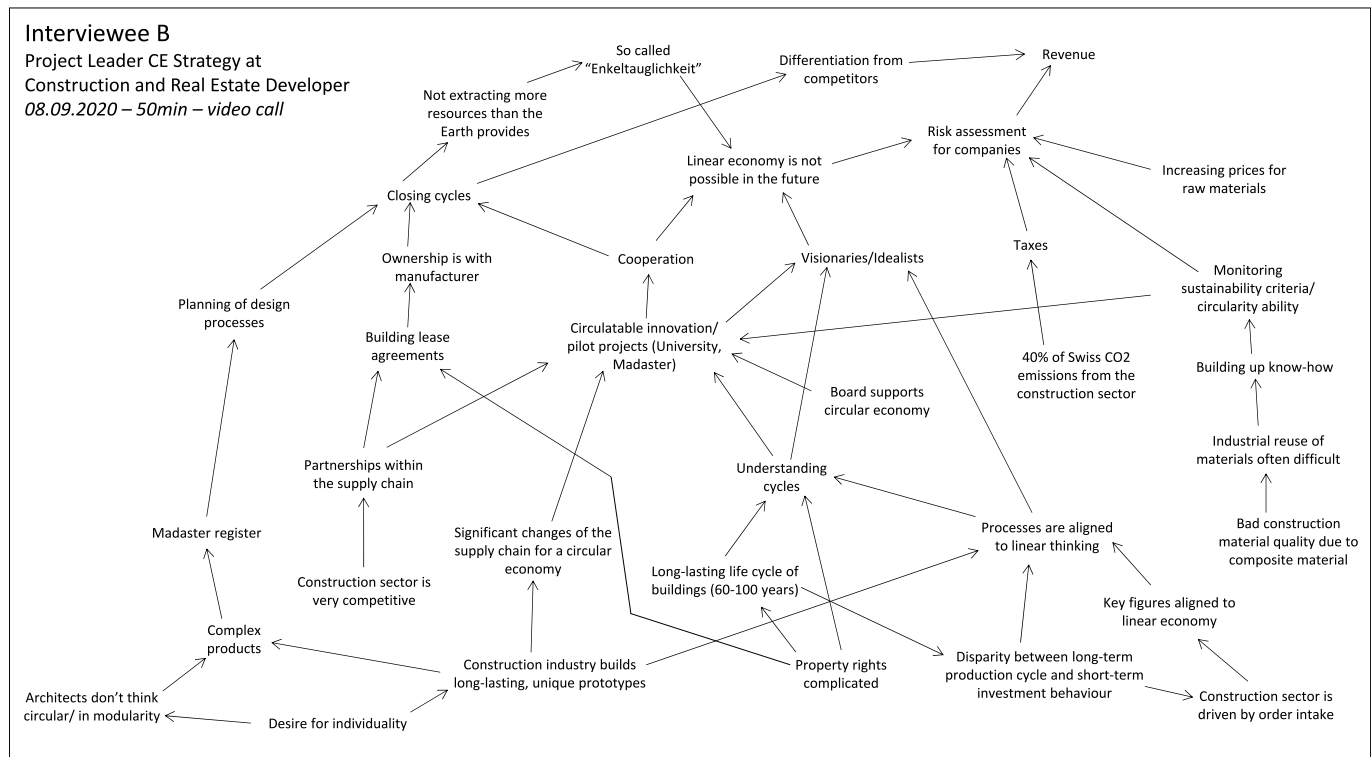 Interviewee B
Project Leader CE Strategy at
Construction and Real Estate Developer
08.09.2020 – 50min – video call
So called
“Enkeltauglichkeit”
Differentiation from
competitors
Revenue
Not extracting more
resources than the
Earth provides
Risk assessment
for companies
Linear economy is not
possible in the future
Increasing prices for
raw materials
Closing cycles
Ownership is with
manufacturer
Cooperation
Visionaries/Idealists
Taxes
Monitoring
sustainability criteria/
circularity ability
Planning of design
processes
Building lease
agreements
Circulatable innovation/
pilot projects (University,
Madaster)
40% of Swiss CO2
emissions from the
construction sector
Building up know-how
Board supports
circular economy
Industrial reuse of
materials often difficult
Partnerships within
the supply chain
Understanding
cycles
Madaster register
Significant changes of the
supply chain for a circular
economy
Processes are aligned
to linear thinking
Bad construction
material quality due to
composite material
Construction sector is
very competitive
Long-lasting life cycle of
buildings (60-100 years)
Key figures aligned to
linear economy
Complex
products
Construction industry builds
long-lasting, unique prototypes
Property rights
complicated
Disparity between long-term
production cycle and short-term
investment behaviour
Architects don’t think
circular/ in modularity
Desire for individuality
Construction sector is
driven by order intake